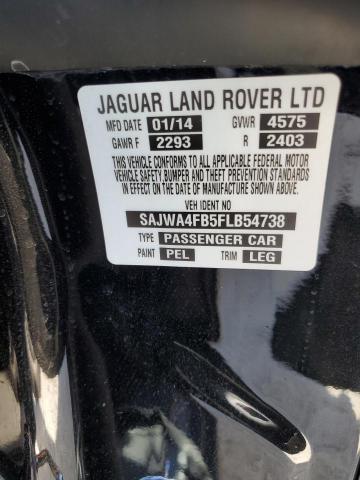 JAGUAR LAND ROVER LTD
MFD DATE 01/14 GVWR 4575
GAWR F 2293 R 2403
THIS VEHICLE CONFORMS TO ALL APPLICABLE FEDERAL MOTOR
VEHICLE SAFETY,BUMPER AND THEFT PREVENTION STANDARDS
IN EFFECT ON THE DATE OF MANUFACTURE SHOWN ABOVE.
VEH IDENT NO
SAJWA4FB5FLB54738
TYPE PASSENGER CAR
PAINT PEL TRIM LEG